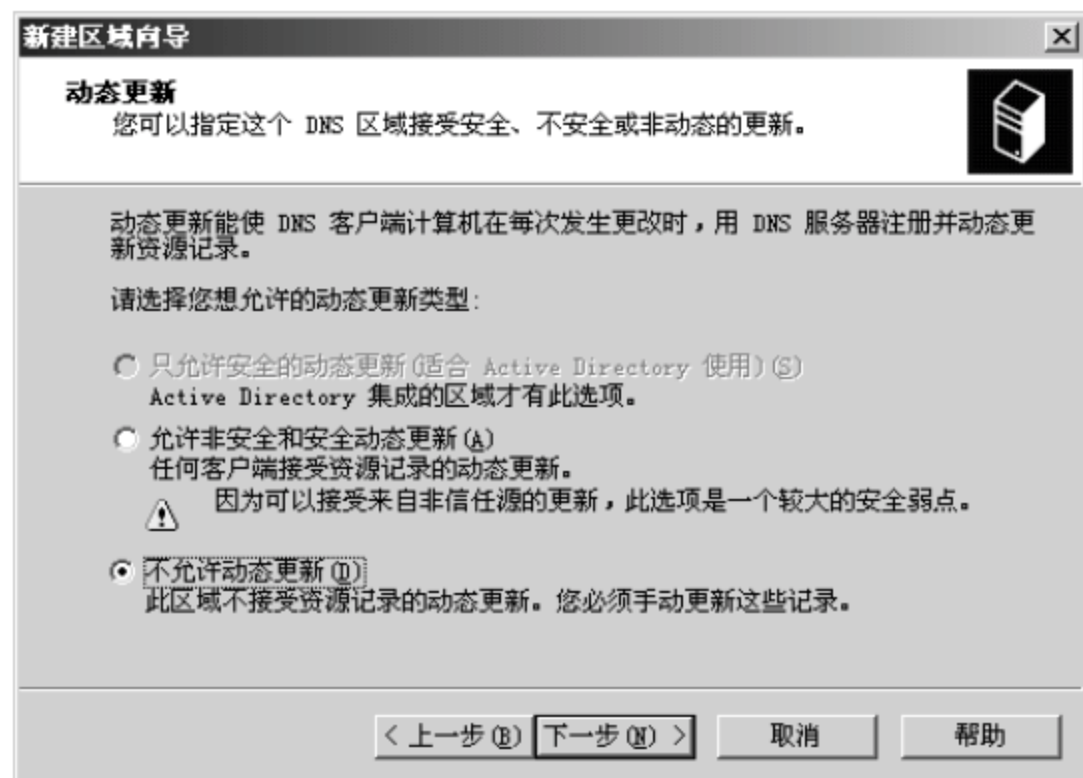 新建区域向导
动态更新
您可以指定这个 DNS 区域接受安全、不安全或非动态的更新。
动态更新能使 DNS 客户端计算机在每次发生更改时，用 DNS 服务器注册并动态更
新资源记录。
请选择您想允许的动态更新类型:
只允许安全的动态更新(适合 Active Directory 使用)(S)
Active Directory 集成的区域才有此选项。
允许非安全和安全动态更新(A)
任何客户端接受资源记录的动态更新。
因为可以接受来自非信任源的更新，此选项是一个较大的安全弱点。
不允许动态更新(D)
此区域不接受资源记录的动态更新。您必须手动更新这些记录。
< 上一步(B) 下一步(N) > 取消 帮助